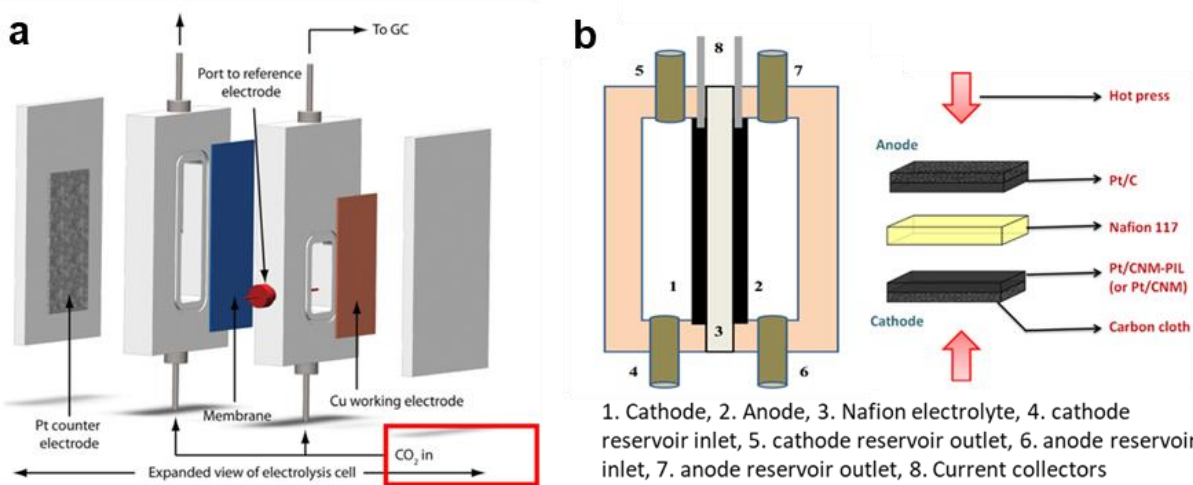 a
To GC
Port to reference
electrode
Pt counter
electrode
Membrane
Cu working electrode
CO2 in
Expanded view of electrolysis cell
b
8
5
7
1
2
3
4
6
Hot press
Anode
Pt/C
Nafion 117
Pt/CNM-PIL
(or Pt/CNM)
Cathode
Carbon cloth
1. Cathode, 2. Anode, 3. Nafion electrolyte, 4. cathode
reservoir inlet, 5. cathode reservoir outlet, 6. anode reservoir
inlet, 7. anode reservoir outlet, 8. Current collectors